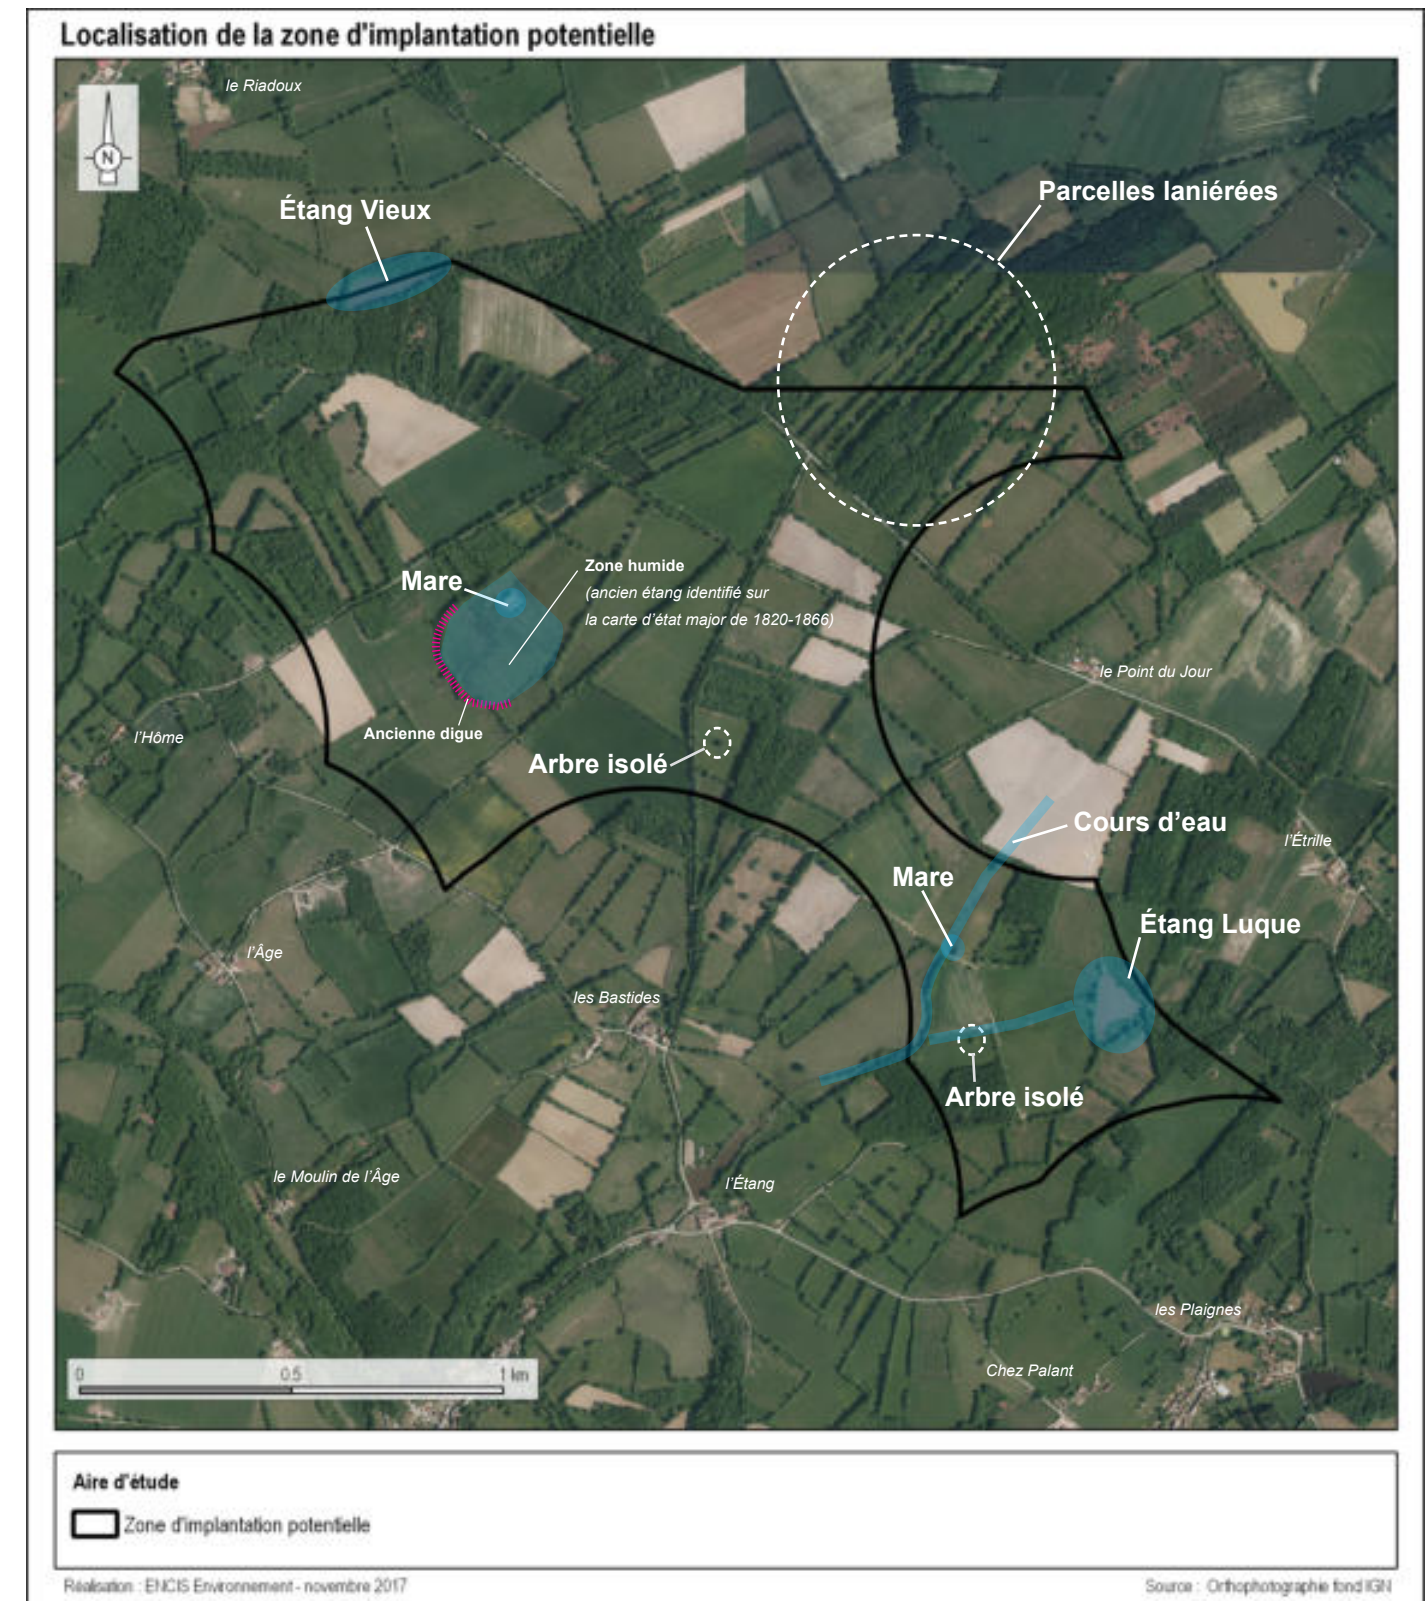 Localisation de la zone d'implantation potentielle
le Riadoux
N
Parcelles laniérées
Étang Vieux
Zone humide
(ancien étang identifié sur
la carte d'état major de 1820-1866)
Mare
le Point du Jour
Ancienne digue
l'Hôme
Arbre isolé
Cours d'eau
l'Étrille
Mare
Étang Luque
l'Âge
les Bastides
Arbre isolé
le Moulin de l'Âge
l'Étang
les Plaignes
Chez Palant
0 0.5 1 km
Aire d'étude
Zone d'implantation potentielle
Réalisation : ENCIS Environnement - novembre 2017
Source : Orthophotographie fond IGN